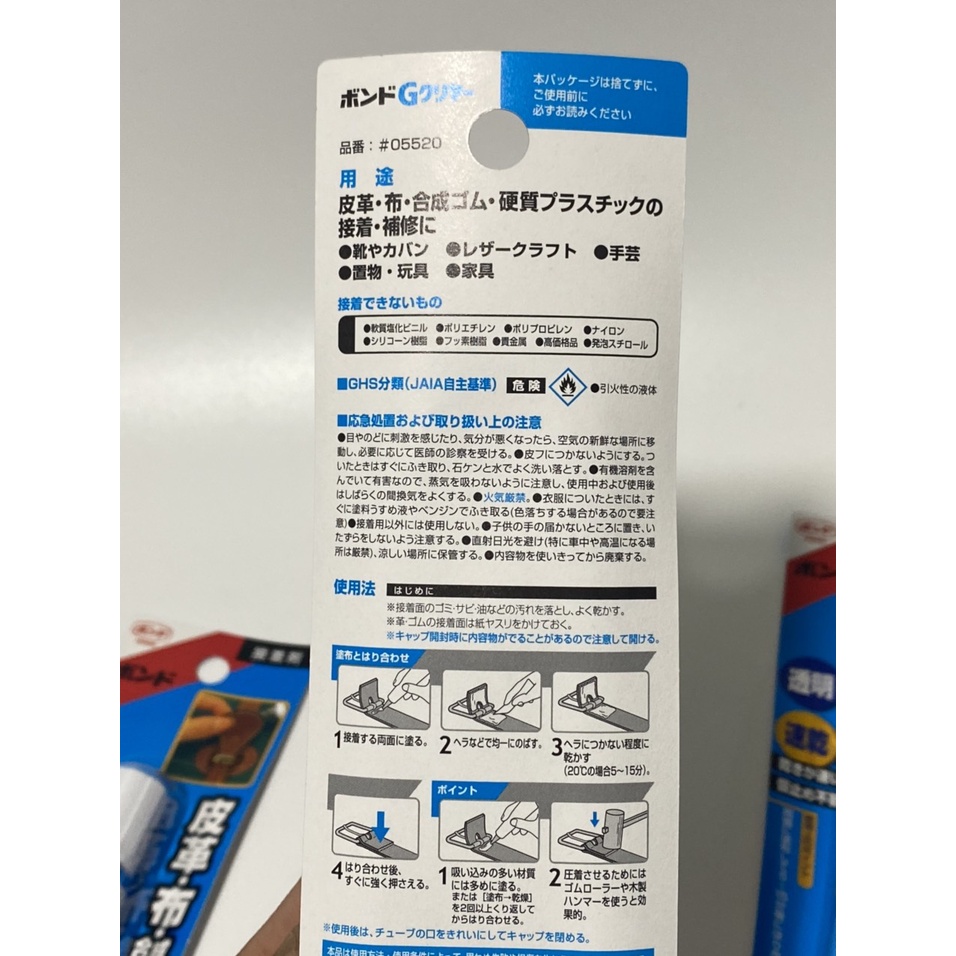 ボンドGクリヤー
本パッケージは捨てずに、
ご使用前に
必ずお読みください
品番：#05520
用 途
皮革・布・合成ゴム・硬質プラスチックの
接着・補修に
●靴やカバン ●レザークラフト ●手芸
●置物・玩具 ●家具
接着できないもの
●軟質塩化ビニル ●ポリエチレン ●ポリプロピレン ●ナイロン
●シリコーン樹脂 ●フッ素樹脂 ●貴金属 ●高価格品 ●発泡スチロール
■GHS分類(JAIA自主基準) 危険 ●引火性の液体
■応急処置および取り扱い上の注意
●目やのどに刺激を感じたり、気分が悪くなったら、空気の新鮮な場所に移
動し、必要に応じて医師の診察を受ける。●皮フにつかないようにする。つ
いたときはすぐにふき取り、石ケンと水でよく洗い落とす。●有機溶剤を含
んでいて有害なので、蒸気を吸わないように注意し、使用中および使用後
はしばらくの間換気をよくする。●火気厳禁。●衣服についたときには、す
ぐに塗料うすめ液やベンジンでふき取る(色落ちする場合があるので要注
意)●接着用以外には使用しない。●子供の手の届かないところに置き、い
たずらをしないよう注意する。●直射日光を避け(特に車中や高温になる場
所は厳禁)、涼しい場所に保管する。●内容物を使いきってから廃棄する。
使用法 はじめに
※接着面のゴミ・サビ・油などの汚れを落とし、よく乾かす。
※革・ゴムの接着面は紙ヤスリをかけておく。
※キャップ開封時に内容物がでることがあるので注意して開ける。
塗布とはり合わせ
1 接着する両面に塗る。
2 ヘラなどで均一にのばす。
3 ヘラにつかない程度に
乾かす
(20℃の場合5〜15分)。
4 はり合わせ後、
すぐに強く押さえる。
ポイント
1 吸い込みの多い材質
には多めに塗る。
または［塗布→乾燥］
を2回以上くり返して
からはり合わせる。
2 圧着させるためには
ゴムローラーや木製
ハンマーを使うと効
果的。
※使用後は、チューブの口をきれいにしてキャップを閉める。
ボンド
接着剤
皮革・布・
透明
速乾